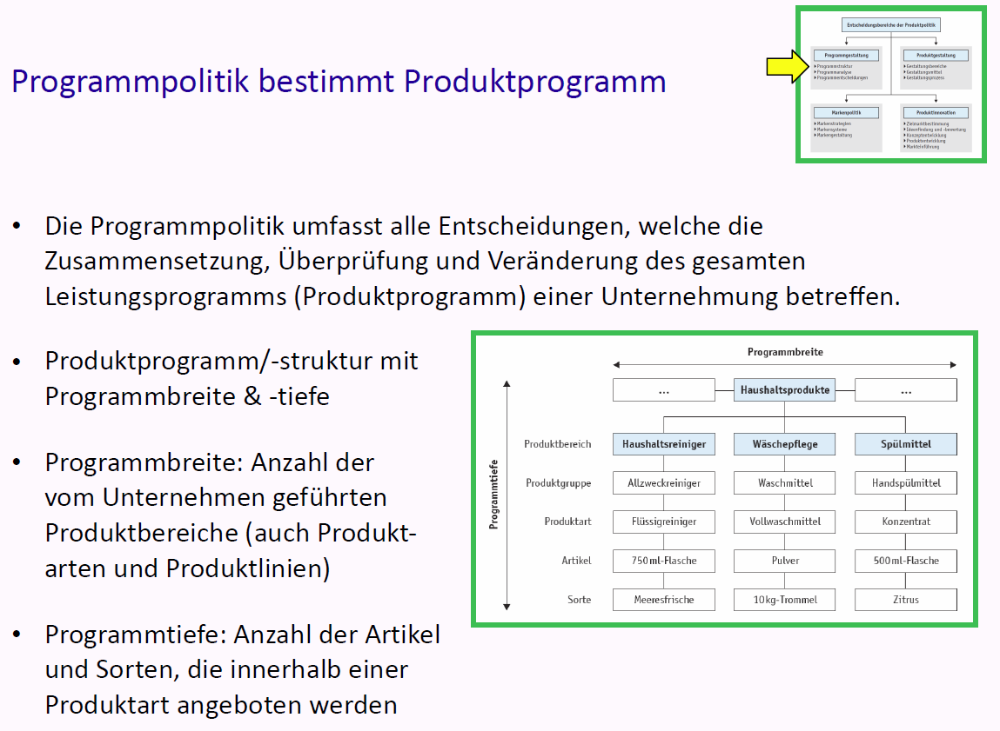 Programmpolitik bestimmt Produktprogramm
Entscheidungsbereiche der Produktpolitik
Programmgestaltung
Programmstruktur
Programmanalyse
Programmentscheidungen
Produktgestaltung
Gestaltungsbereiche
Gestaltungsmittel
Gestaltungsprozess
Markenpolitik
Markenstrategien
Markensysteme
Markengestaltung
Produktinnovation
Zielmarktbestimmung
Ideenfindung und -bewertung
Konzeptentwicklung
Produktentwicklung
Markteinführung
• Die Programmpolitik umfasst alle Entscheidungen, welche die
Zusammensetzung, Überprüfung und Veränderung des gesamten
Leistungsprogramms (Produktprogramm) einer Unternehmung betreffen.
• Produktprogramm/-struktur mit
Programmbreite & -tiefe
• Programmbreite: Anzahl der
vom Unternehmen geführten
Produktbereiche (auch Produkt-
arten und Produktlinien)
• Programmtiefe: Anzahl der Artikel
und Sorten, die innerhalb einer
Produktart angeboten werden
Programmbreite
Programmtiefe
... Haushaltsprodukte ...
Produktbereich Haushaltsreiniger Wäschepflege Spülmittel
Produktgruppe Allzweckreiniger Waschmittel Handspülmittel
Produktart Flüssigreiniger Vollwaschmittel Konzentrat
Artikel 750 ml-Flasche Pulver 500 ml-Flasche
Sorte Meeresfrische 10 kg-Trommel Zitrus